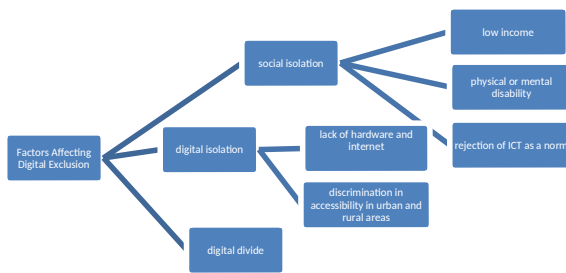 Factors Affecting
Digital Exclusion
social isolation
low income
physical or mental
disability
rejection of ICT as a norm
digital isolation
lack of hardware and
internet
discrimination in
accessibility in urban and
rural areas
digital divide